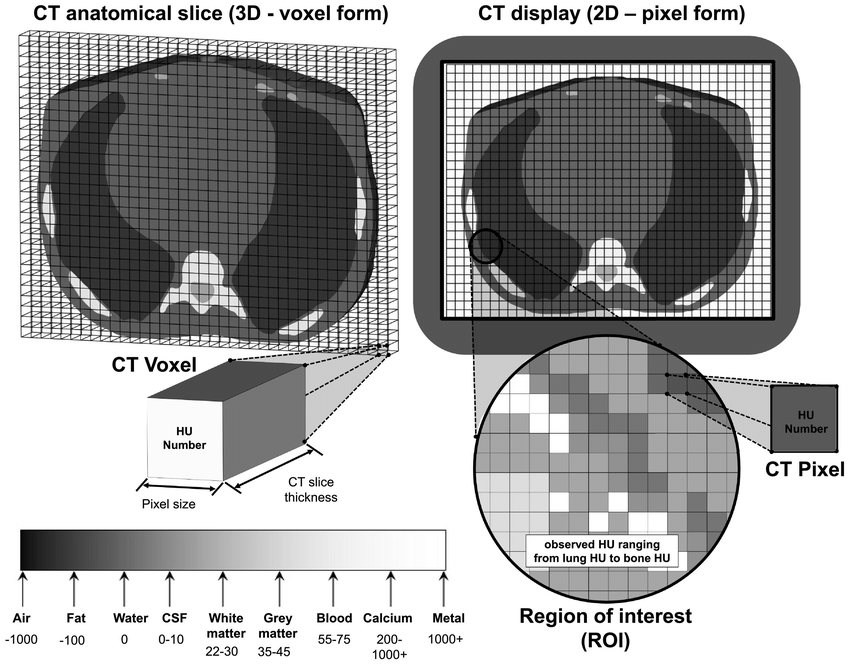 CT anatomical slice (3D - voxel form)
CT display (2D – pixel form)
CT Voxel
HU
Number
Pixel size
CT slice
thickness
HU
Number
CT Pixel
observed HU ranging
from lung HU to bone HU
Region of interest
(ROI)
Air
-1000
Fat
-100
Water
0
CSF
0-10
White
matter
22-30
Grey
matter
35-45
Blood
55-75
Calcium
200-
1000+
Metal
1000+